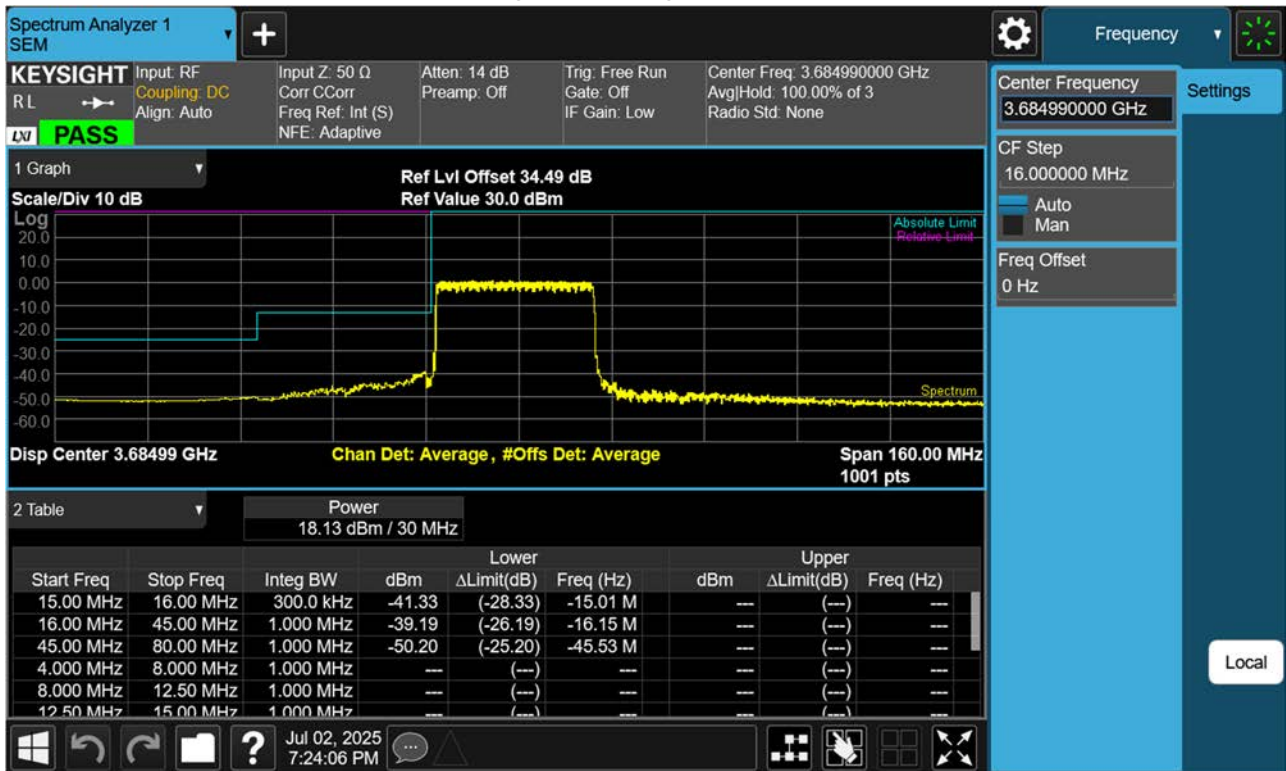 Spectrum Analyzer 1
SEM
+
Frequency
KEYSIGHT
R L
LXI PASS
Input: RF
Coupling: DC
Align: Auto
Input Z: 50 Ω
Corr CCorr
Freq Ref: Int (S)
NFE: Adaptive
Atten: 14 dB
Preamp: Off
Trig: Free Run
Gate: Off
IF Gain: Low
Center Freq: 3.684990000 GHz
Avg|Hold: 100.00% of 3
Radio Std: None
Center Frequency
3.684990000 GHz
Settings
CF Step
16.000000 MHz
Auto
Man
Freq Offset
0 Hz
1 Graph
Scale/Div 10 dB
Ref Lvl Offset 34.49 dB
Ref Value 30.0 dBm
Log
Absolute Limit
Relative Limit
20.0
10.0
0.00
-10.0
-20.0
-30.0
-40.0
-50.0
-60.0
Spectrum
Disp Center 3.68499 GHz
Chan Det: Average, #Offs Det: Average
Span 160.00 MHz
1001 pts
2 Table
Power
18.13 dBm / 30 MHz
Lower Upper
Start Freq Stop Freq Integ BW dBm ΔLimit(dB) Freq (Hz) dBm ΔLimit(dB) Freq (Hz)
15.00 MHz 16.00 MHz 300.0 kHz -41.33 (-28.33) -15.01 M --- (---) ---
16.00 MHz 45.00 MHz 1.000 MHz -39.19 (-26.19) -16.15 M --- (---) ---
45.00 MHz 80.00 MHz 1.000 MHz -50.20 (-25.20) -45.53 M --- (---) ---
4.000 MHz 8.000 MHz 1.000 MHz --- (---) --- --- (---) ---
8.000 MHz 12.50 MHz 1.000 MHz --- (---) --- --- (---) ---
12.50 MHz 15.00 MHz 1.000 MHz --- (---) --- --- (---) ---
Local
?
Jul 02, 2025
7:24:06 PM